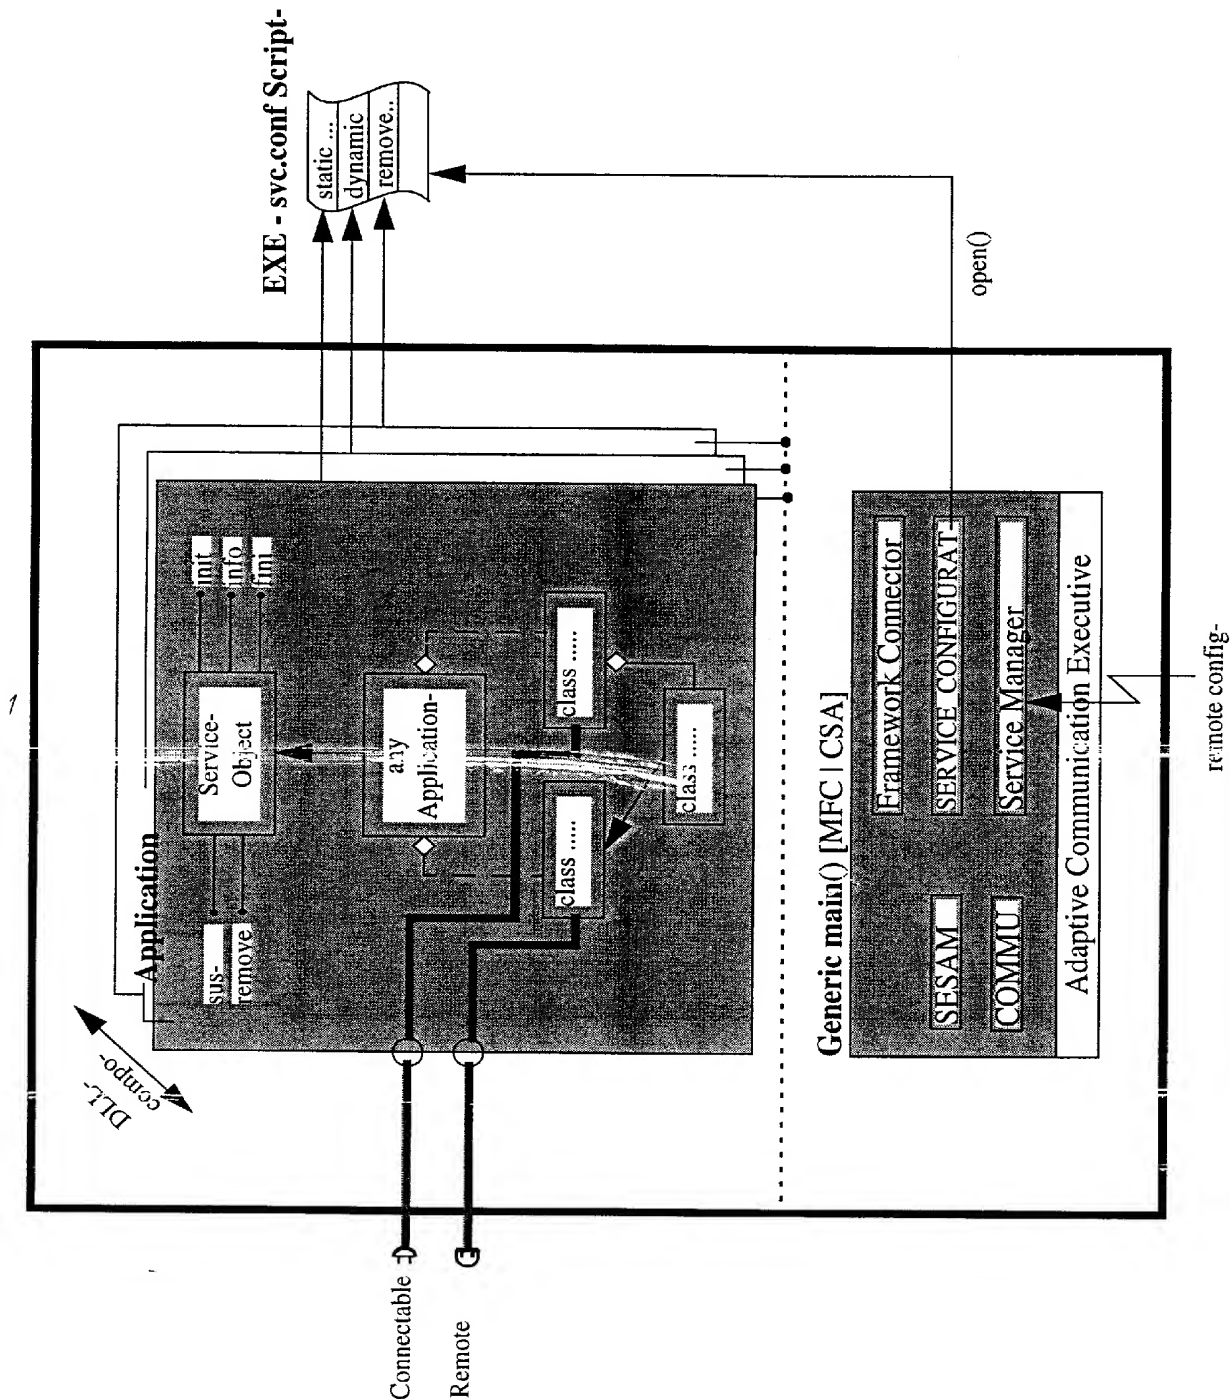 1
EXE - svc.conf Script-
static ...
dynamic
remove..
DLL-
compo-
Application
sus-
remove
Service-
Object
init
info
fini
any
Application-
class ......
class ......
class ......
Connectable
Remote
open()
Generic main() [MFC | CSA]
SESAM
COMMU
Framework Connector
SERVICE CONFIGURAT-
Service Manager
Adaptive Communication Executive
remote config-